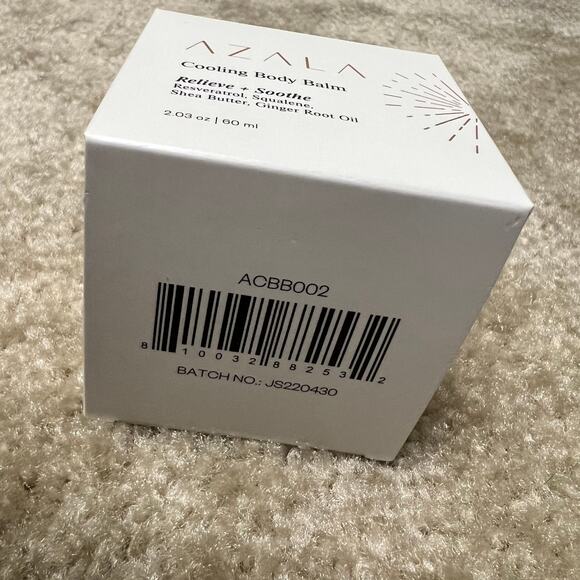 AZALA
Cooling Body Balm
Relieve + Soothe
Resveratrol, Squalene,
Shea Butter, Ginger Root Oil
2.03 oz | 60 ml
ACBB002
8 10032 88253 2
BATCH NO.: JS220430